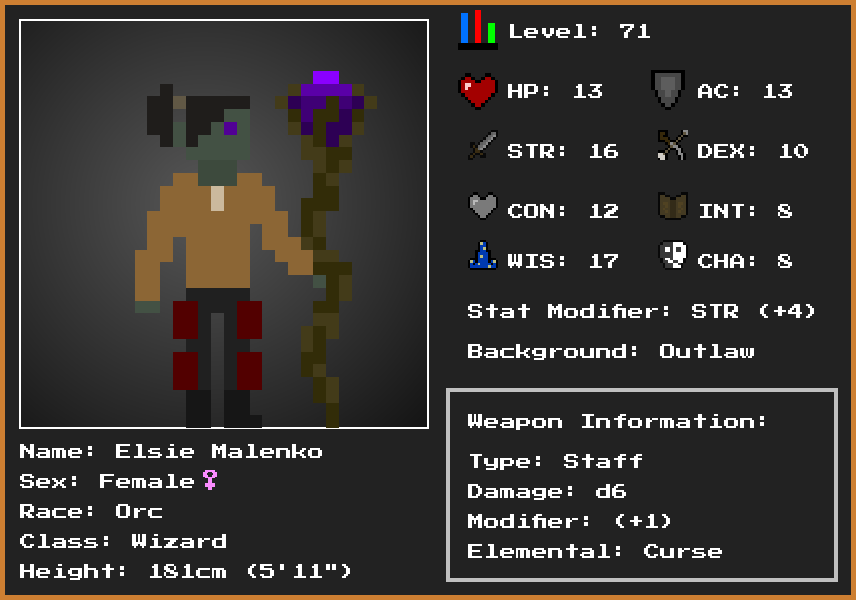 Level: 71
HP: 13
AC: 13
STR: 16
DEX: 10
CON: 12
INT: 8
WIS: 17
CHA: 8
Stat Modifier: STR (+4)
Background: Outlaw
Weapon Information:
Type: Staff
Damage: d6
Modifier: (+1)
Elemental: Curse
Name: Elsie Malenko
Sex: Female♀
Race: Orc
Class: Wizard
Height: 181cm (5'11")